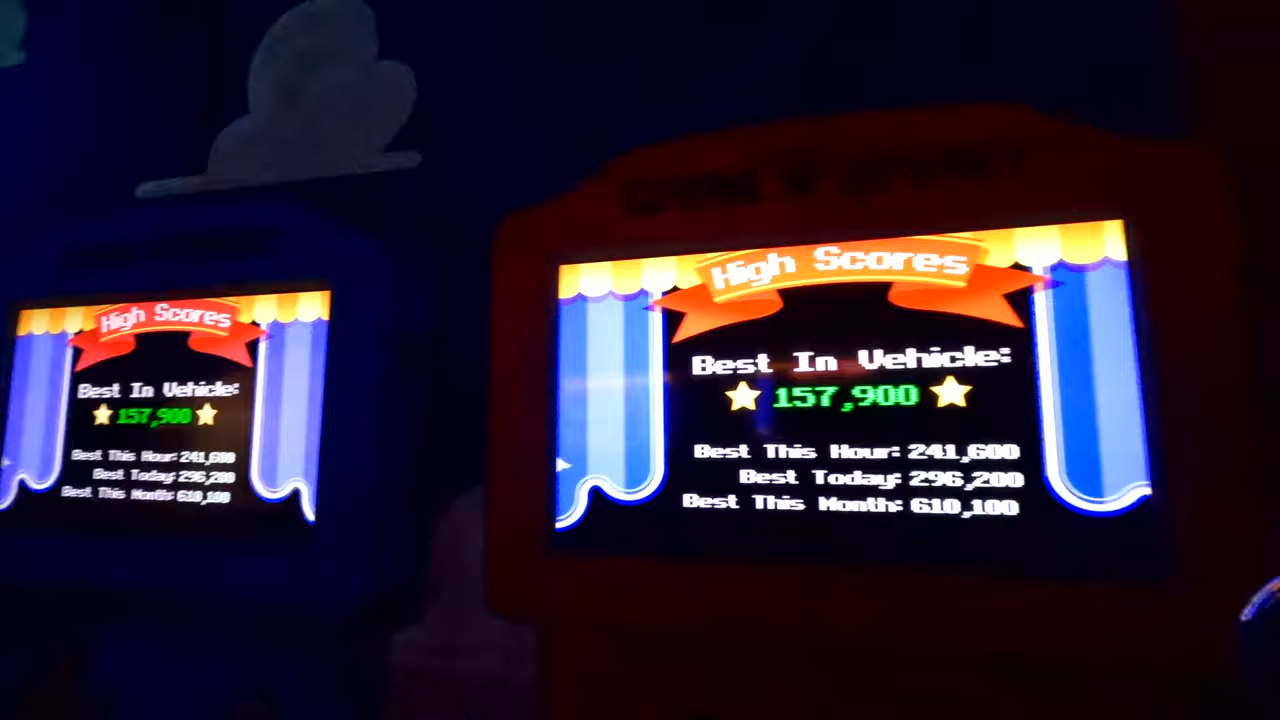 High Scores
Best In Vehicle:
157,900
Best This Hour: 241,600
Best Today: 296,200
Best This Month: 610,100
High Scores
Best In Vehicle:
157,900
Best This Hour: 241,600
Best Today: 296,200
Best This Month: 610,100